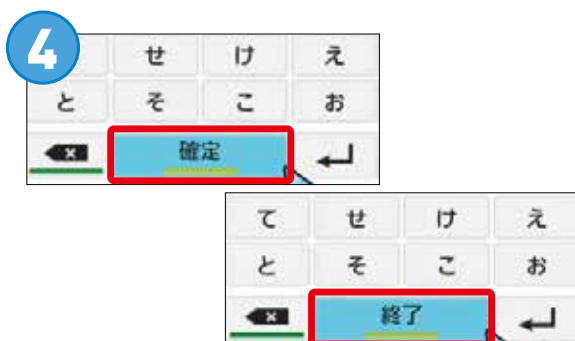 4
せ け え
と そ こ お
確定
て せ け え
と そ こ お
終了